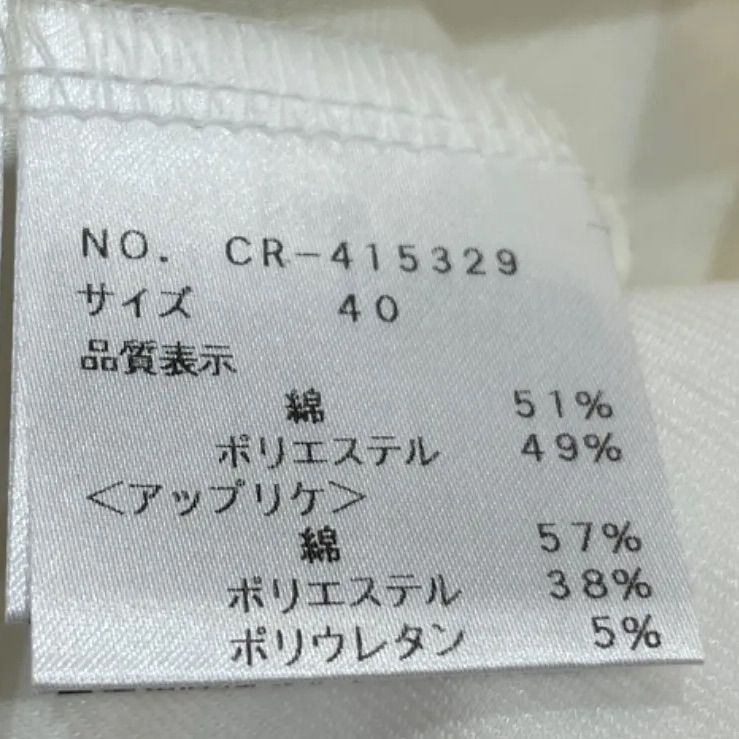 NO. CR-415329
サイズ 40
品質表示
綿 51%
ポリエステル 49%
<アップリケ>
綿 57%
ポリエステル 38%
ポリウレタン 5%